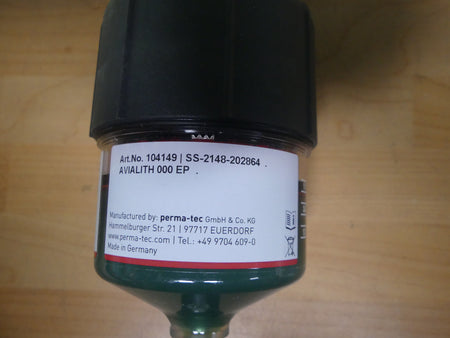 Art.No. 104149 | SS-2148-202864 .
AVIALITH 000 EP .
Manufactured by: perma-tec GmbH & Co. KG
Hammelburger Str. 21 | 97717 EUERDORF
www.perma-tec.com | Tel.: +49 9704 609-0
Made in Germany